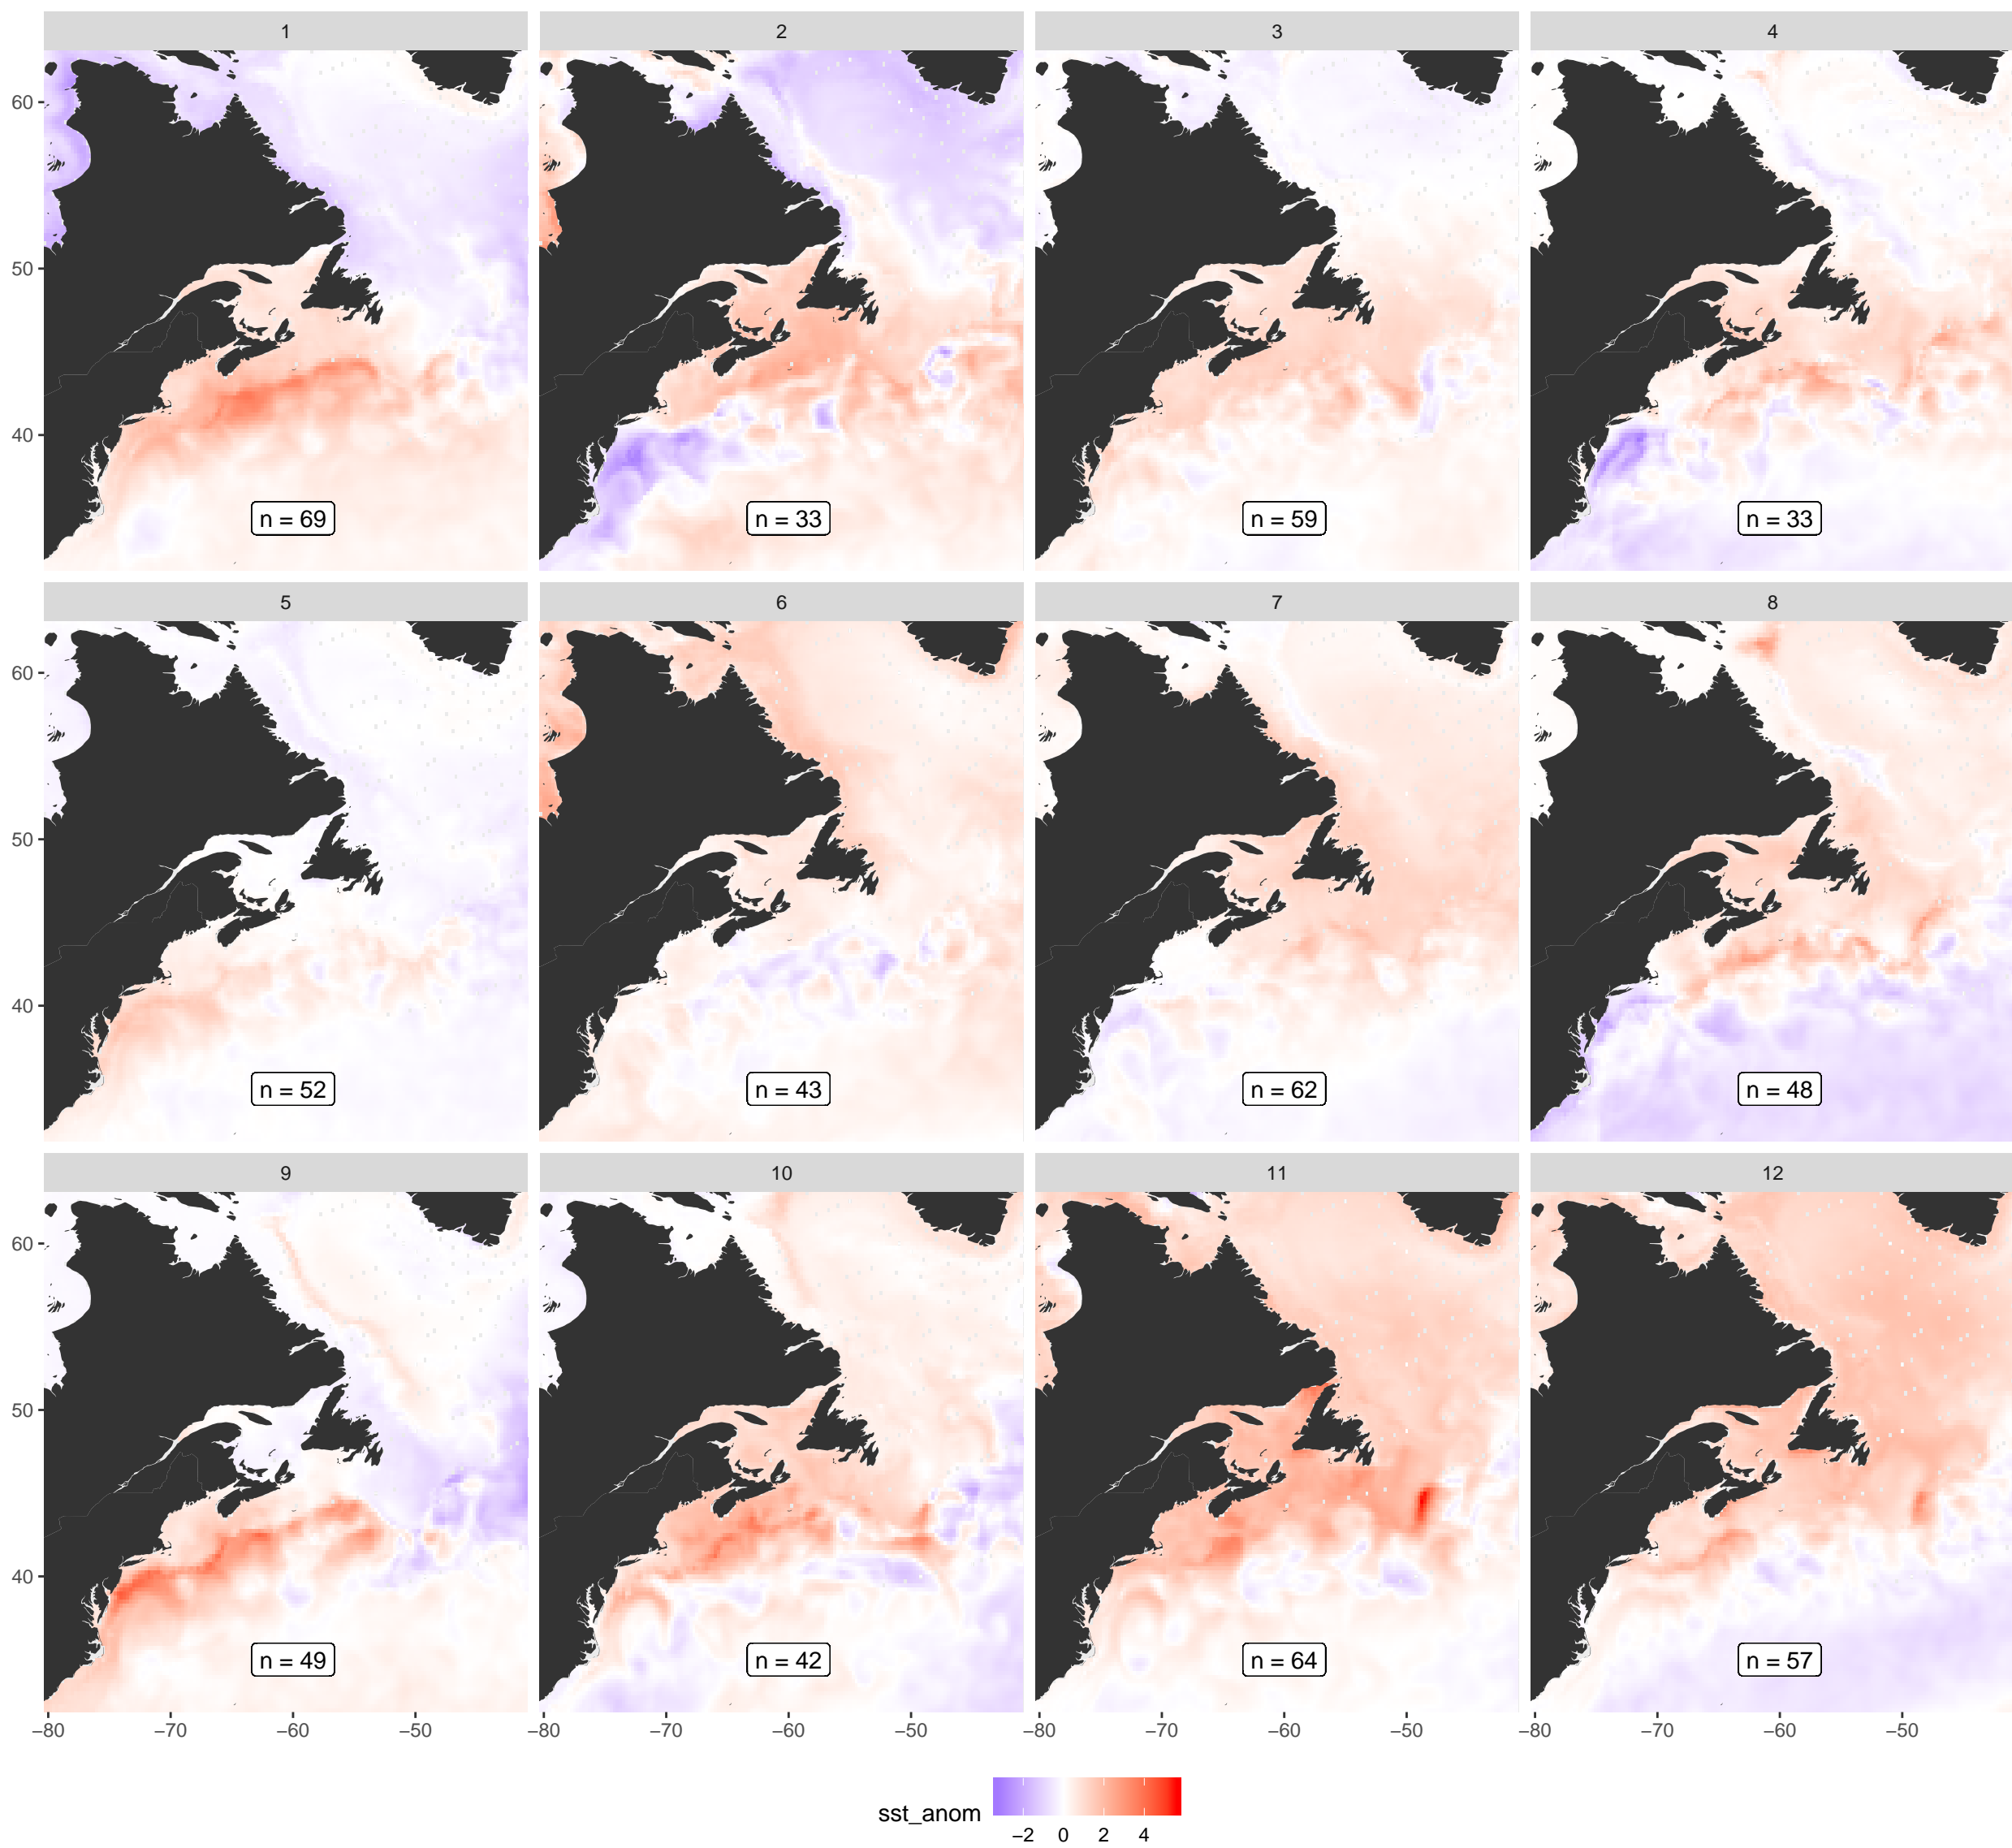 1 2 3 4
60
50
40
n = 69 n = 33 n = 59 n = 33
5 6 7 8
60
50
40
n = 52 n = 43 n = 62 n = 48
9 10 11 12
60
50
40
n = 49 n = 42 n = 64 n = 57
−80 −70 −60 −50 −80 −70 −60 −50 −80 −70 −60 −50 −80 −70 −60 −50
sst_anom
−2 0 2 4